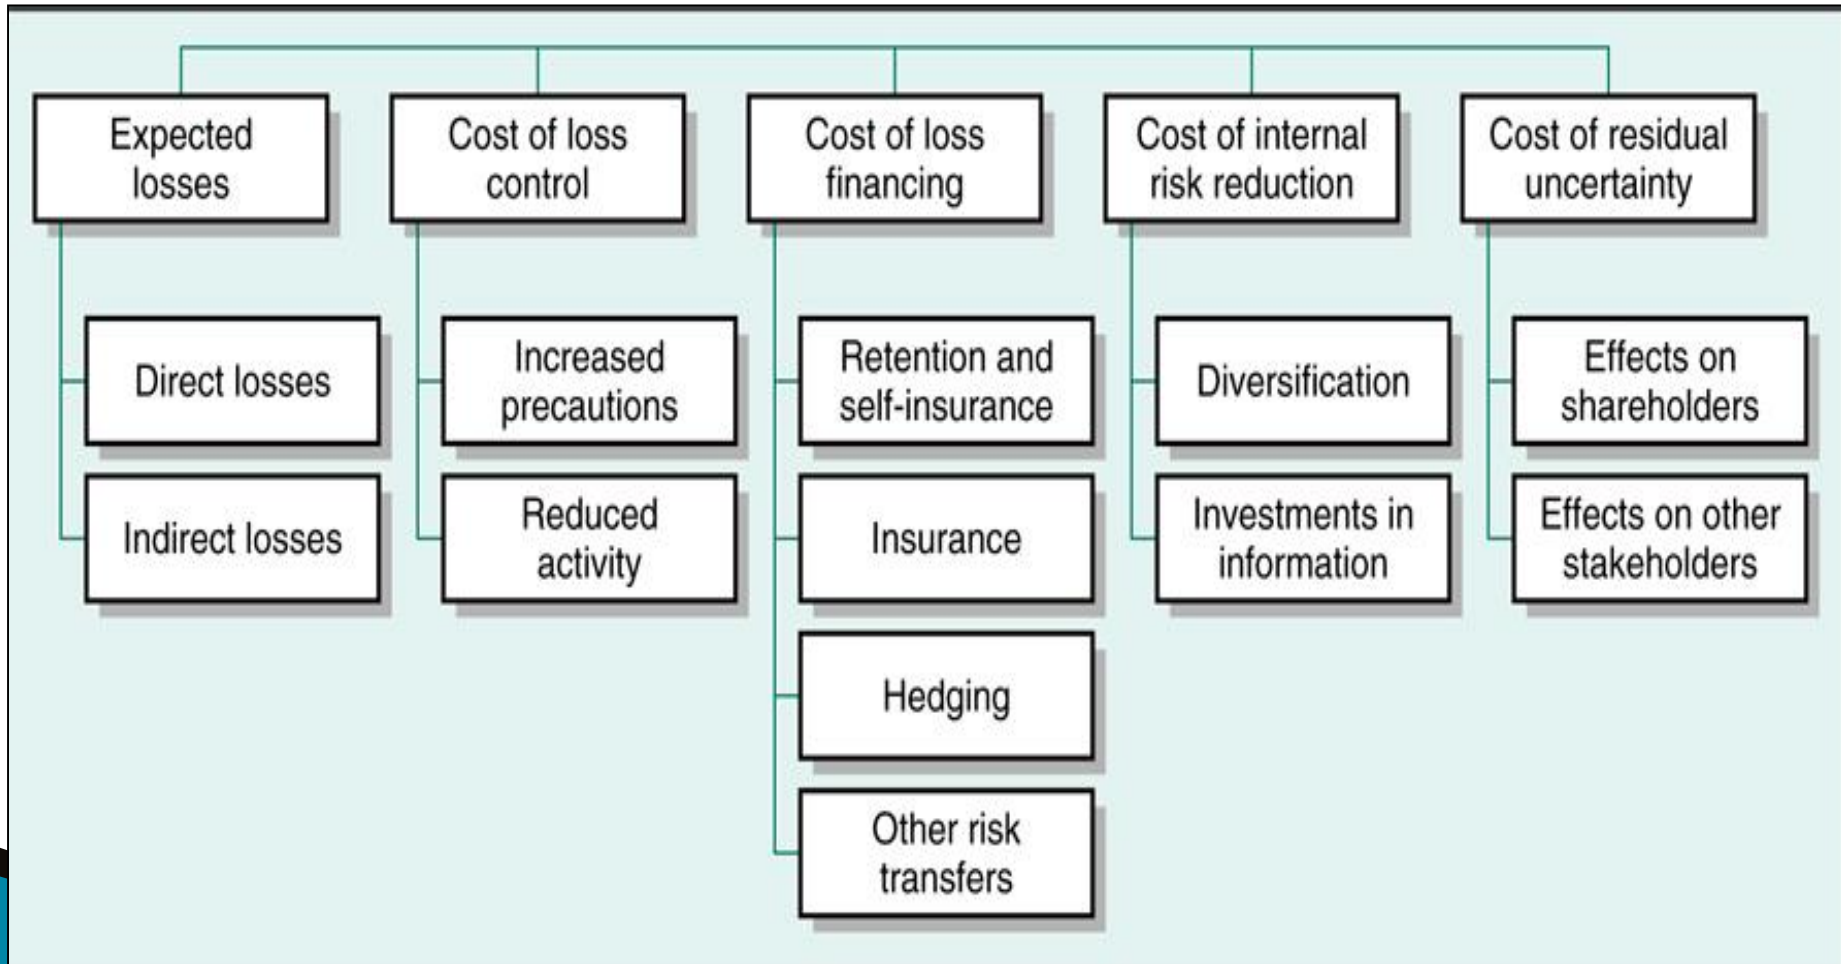 Expected
losses
Cost of loss
control
Cost of loss
financing
Cost of internal
risk reduction
Cost of residual
uncertainty
Direct losses
Indirect losses
Increased
precautions
Reduced
activity
Retention and
self-insurance
Insurance
Hedging
Other risk
transfers
Diversification
Investments in
information
Effects on
shareholders
Effects on other
stakeholders